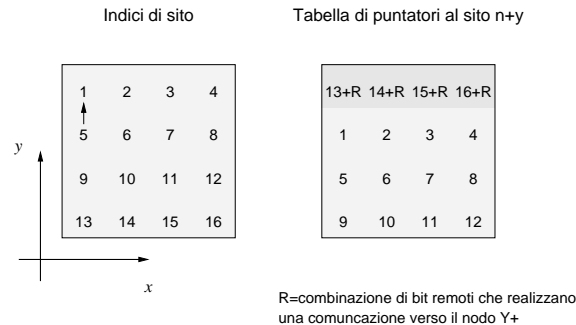 Indici di sito
Tabella di puntatori al sito n+y
1 2 3 4
5 6 7 8
9 10 11 12
13 14 15 16
y
x
13+R 14+R 15+R 16+R
1 2 3 4
5 6 7 8
9 10 11 12
R=combinazione di bit remoti che realizzano
una comuncazione verso il nodo Y+